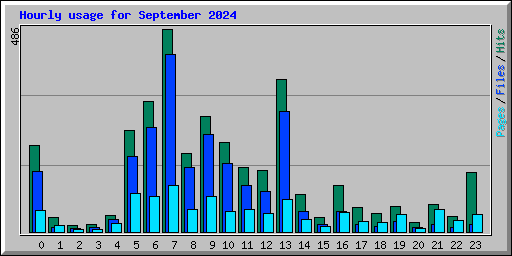 Hourly usage for September 2024
486
Pages / Files / Hits
0 1 2 3 4 5 6 7 8 9 10 11 12 13 14 15 16 17 18 19 20 21 22 23